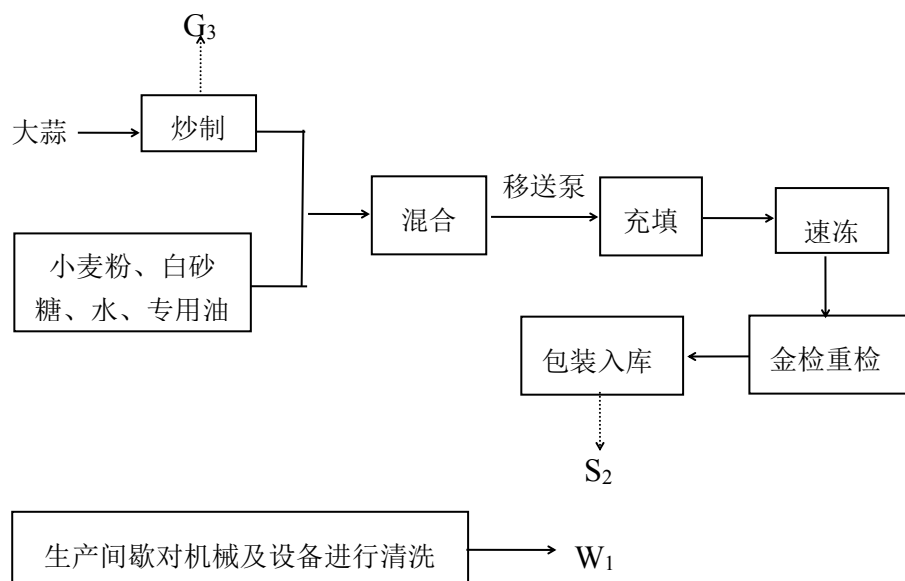 G₃
大蒜
炒制
移送泵
混合
充填
速冻
小麦粉、白砂
糖、水、专用油
包装入库
金检重检
S₂
生产间歇对机械及设备进行清洗
W₁